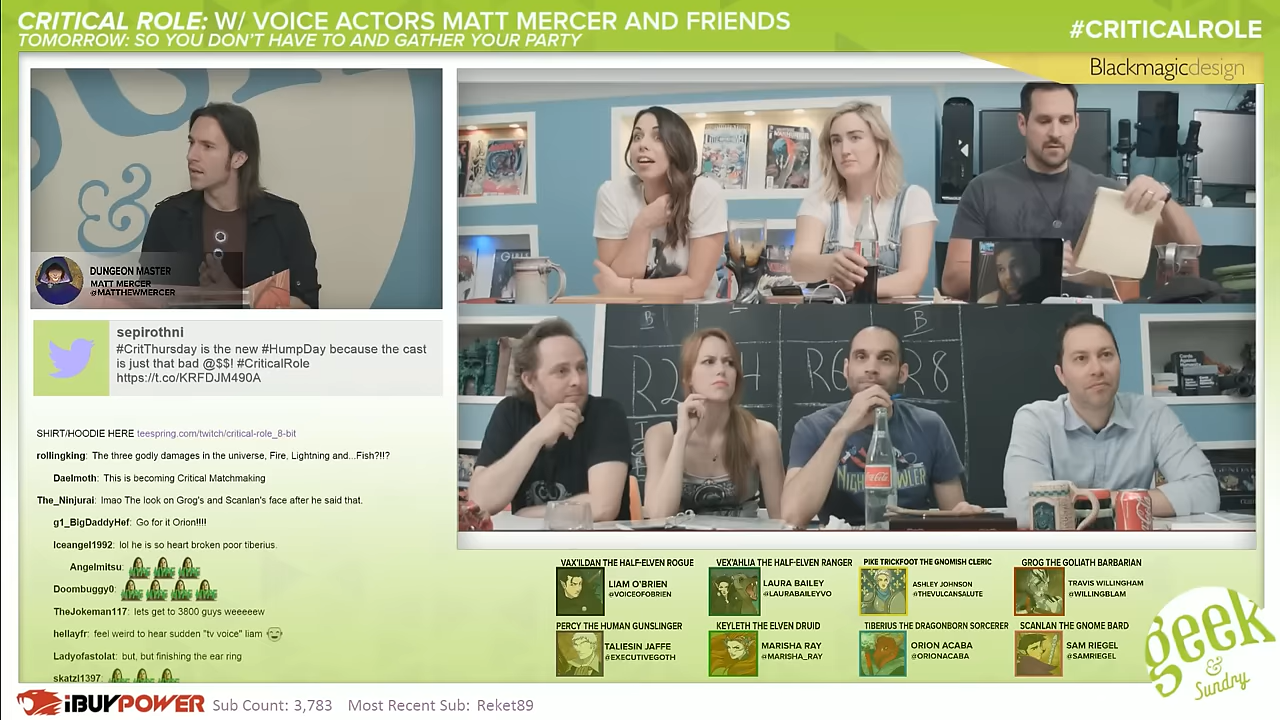 CRITICAL ROLE: W/ VOICE ACTORS MATT MERCER AND FRIENDS
TOMORROW: SO YOU DON'T HAVE TO AND GATHER YOUR PARTY
#CRITICALROLE
Blackmagicdesign
DUNGEON MASTER
MATT MERCER
@MATTHEWMERCER
sepirothni
#CritThursday is the new #HumpDay because the cast
is just that bad @$$! #CriticalRole
https://t.co/KRFDJM490A
B
B
R2
H
R6
R8
NIGHTCRAWLER
Coca-Cola
SHIRT/HOODIE HERE teespring.com/twitch/critical-role_8-bit
rollingking: The three godly damages in the universe, Fire, Lightning and...Fish?!!?
Daelmoth: This is becoming Critical Matchmaking
The_Ninjurai: lmao The look on Grog's and Scanlan's face after he said that.
g1_BigDaddyHef: Go for it Orion!!!!
Iceangel1992: lol he is so heart broken poor tiberius.
Angelmitsu:
Doombuggy0:
TheJokeman117: lets get to 3800 guys weeeeew
hellayfr: feel weird to hear sudden "tv voice" liam
Ladyofastolat: but, but finishing the ear ring
skatzl1397:
VAX'ILDAN THE HALF-ELVEN ROGUE
LIAM O'BRIEN
@VOICEOFOBRIEN
VEX'AHLIA THE HALF-ELVEN RANGER
LAURA BAILEY
@LAURABAILEYVO
PIKE TRICKFOOT THE GNOMISH CLERIC
ASHLEY JOHNSON
@THEVULCANSALUTE
GROG THE GOLIATH BARBARIAN
TRAVIS WILLINGHAM
@WILLINGBLAM
PERCY THE HUMAN GUNSLINGER
TALIESIN JAFFE
@EXECUTIVEGOTH
KEYLETH THE ELVEN DRUID
MARISHA RAY
@MARISHA_RAY
TIBERIUS THE DRAGONBORN SORCERER
ORION ACABA
@ORIONACABA
SCANLAN THE GNOME BARD
SAM RIEGEL
@SAMRIEGEL
geek
&
Sundry
iBUYPOWER Sub Count: 3,783 Most Recent Sub: Reket89